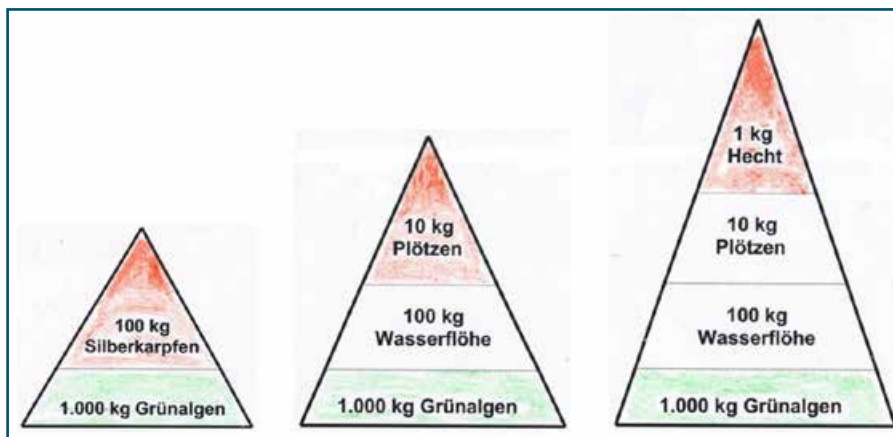 100 kg
Silberkarpfen
1.000 kg Grünalgen
10 kg
Plötzen
100 kg
Wasserflöhe
1.000 kg Grünalgen
1 kg
Hecht
10 kg
Plötzen
100 kg
Wasserflöhe
1.000 kg Grünalgen